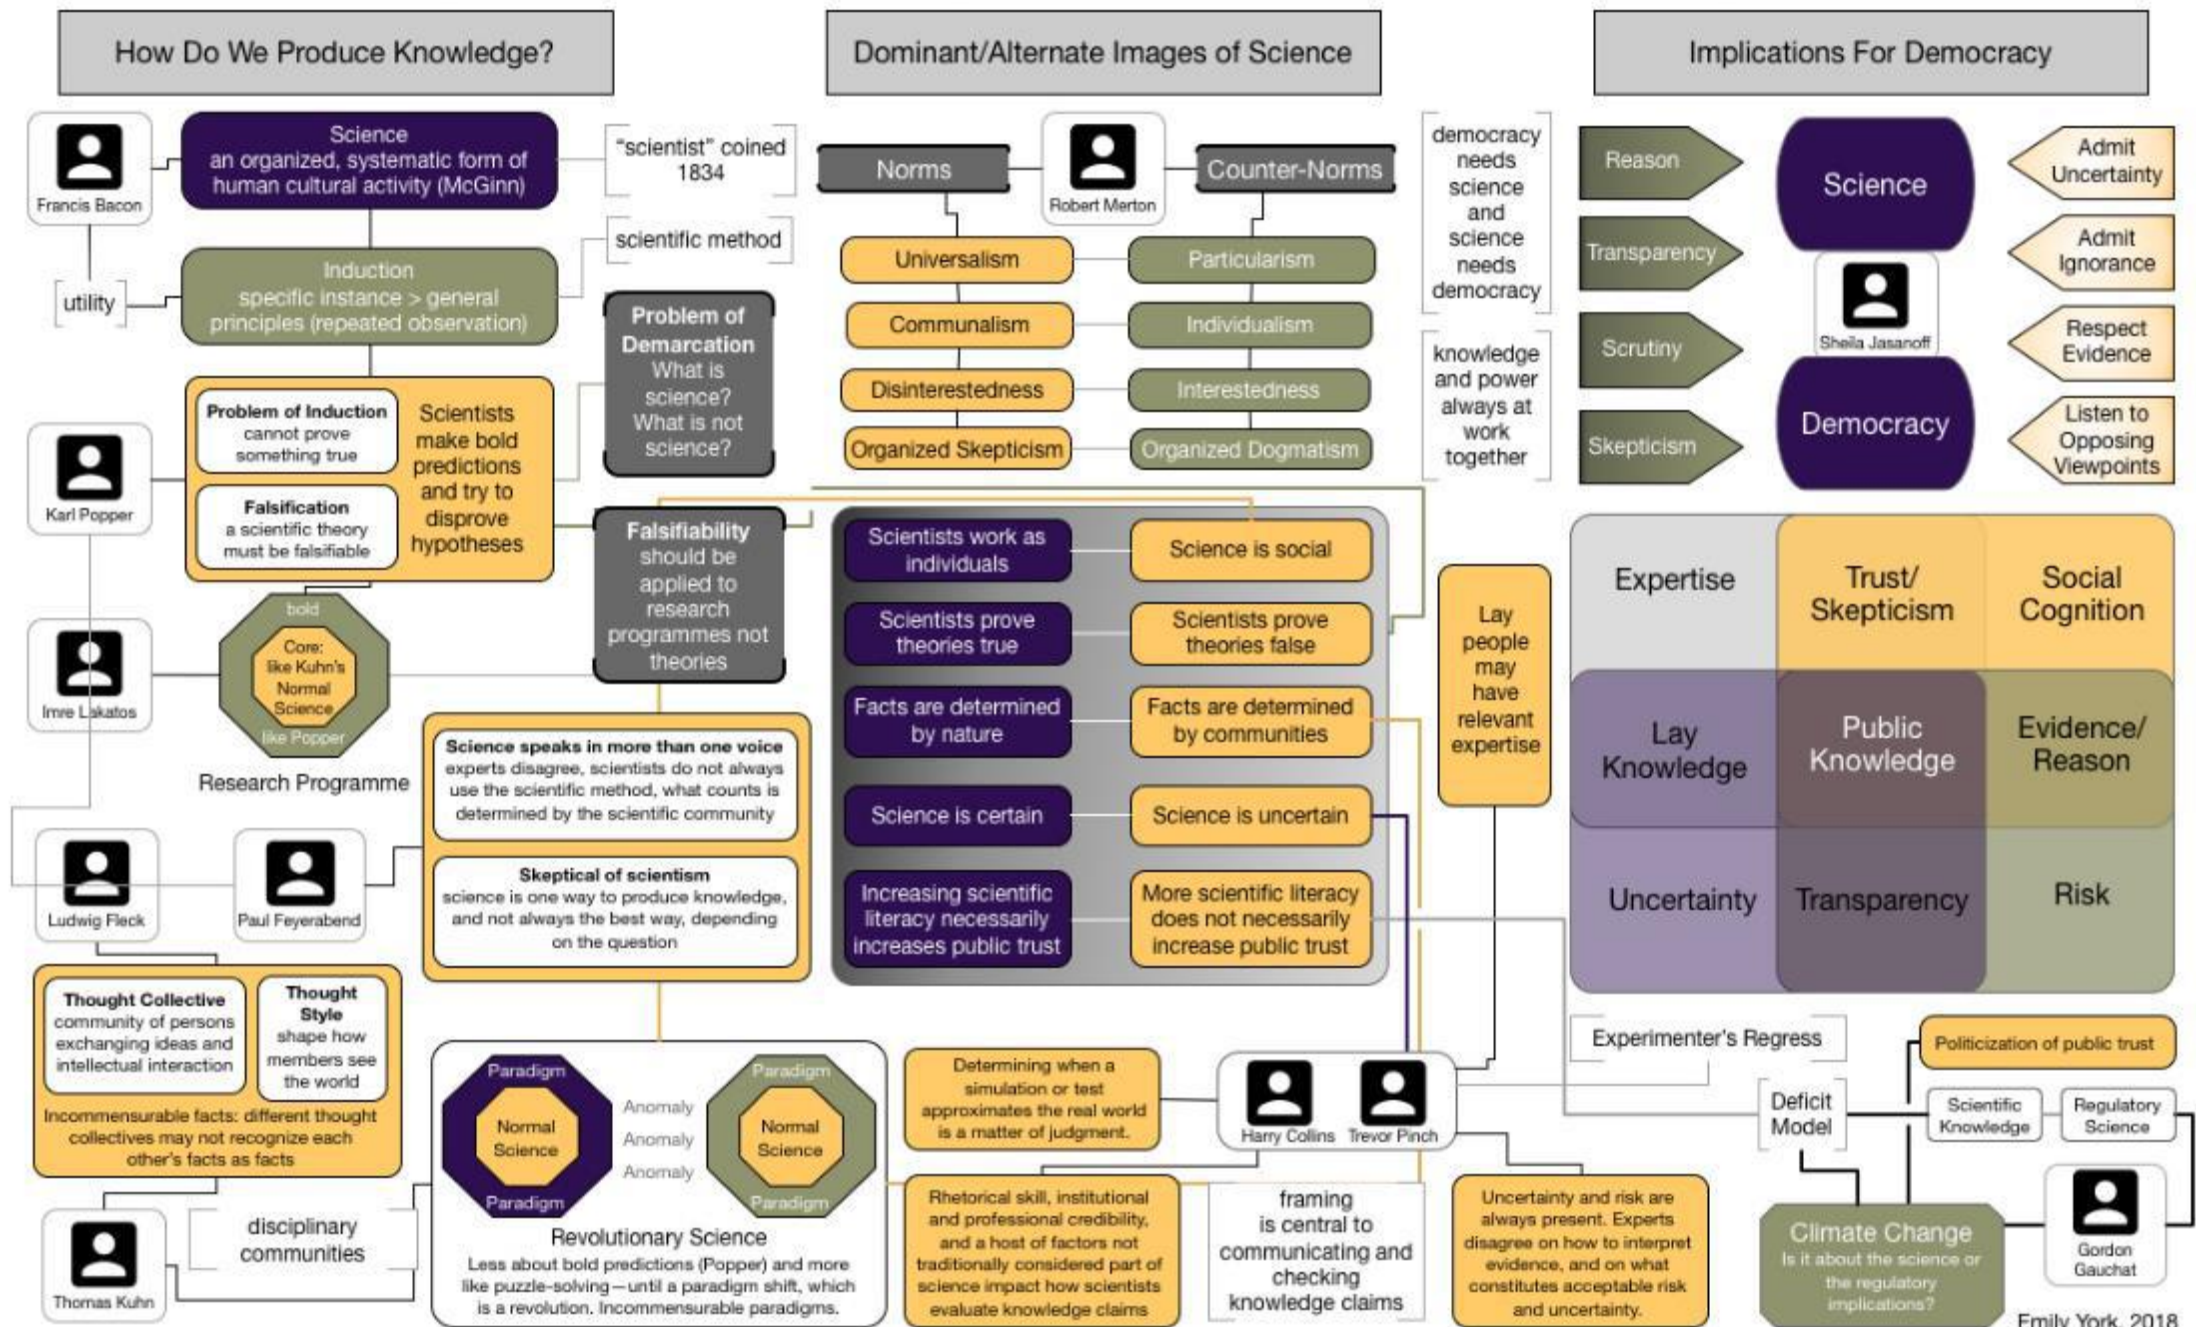 How Do We Produce Knowledge?
Francis Bacon
Science
an organized, systematic form of
human cultural activity (McGinn)
"scientist" coined
1834
utility
Induction
specific instance > general
principles (repeated observation)
scientific method
Problem of
Demarcation
What is
science?
What is not
science?
Karl Popper
Problem of Induction
cannot prove
something true
Falsification
a scientific theory
must be falsifiable
Scientists
make bold
predictions
and try to
disprove
hypotheses
Falsifiability
should be
applied to
research
programmes not
theories
Imre Lakatos
bold
Core:
like Kuhn's
Normal
Science
like Popper
Research Programme
Science speaks in more than one voice
experts disagree, scientists do not always
use the scientific method, what counts is
determined by the scientific community
Skeptical of scientism
science is one way to produce knowledge,
and not always the best way, depending
on the question
Ludwig Fleck
Paul Feyerabend
Thought Collective
community of persons
exchanging ideas and
intellectual interaction
Thought
Style
shape how
members see
the world
Incommensurable facts: different thought
collectives may not recognize each
other's facts as facts
Thomas Kuhn
disciplinary
communities
Paradigm
Normal
Science
Paradigm
Anomaly
Anomaly
Anomaly
Paradigm
Normal
Science
Paradigm
Revolutionary Science
Less about bold predictions (Popper) and more
like puzzle-solving—until a paradigm shift, which
is a revolution. Incommensurable paradigms.
Dominant/Alternate Images of Science
Norms
Robert Merton
Counter-Norms
Universalism
Particularism
Communalism
Individualism
Disinterestedness
Interestedness
Organized Skepticism
Organized Dogmatism
democracy
needs
science
and
science
needs
democracy
knowledge
and power
always at
work
together
Scientists work as
individuals
Science is social
Scientists prove
theories true
Scientists prove
theories false
Facts are determined
by nature
Facts are determined
by communities
Science is certain
Science is uncertain
Increasing scientific
literacy necessarily
increases public trust
More scientific literacy
does not necessarily
increase public trust
Lay
people
may
have
relevant
expertise
Determining when a
simulation or test
approximates the real world
is a matter of judgment.
Harry Collins
Trevor Pinch
Rhetorical skill, institutional
and professional credibility,
and a host of factors not
traditionally considered part of
science impact how scientists
evaluate knowledge claims
framing
is central to
communicating and
checking
knowledge claims
Uncertainty and risk are
always present. Experts
disagree on how to interpret
evidence, and on what
constitutes acceptable risk
and uncertainty.
Implications For Democracy
Reason
Transparency
Scrutiny
Skepticism
Science
Sheila Jasanoff
Democracy
Admit
Uncertainty
Admit
Ignorance
Respect
Evidence
Listen to
Opposing
Viewpoints
Expertise
Trust/
Skepticism
Social
Cognition
Lay
Knowledge
Public
Knowledge
Evidence/
Reason
Uncertainty
Transparency
Risk
Experimenter's Regress
Politicization of public trust
Deficit
Model
Scientific
Knowledge
Regulatory
Science
Climate Change
Is it about the science or
the regulatory
implications?
Gordon
Gauchat
Emily York, 2018